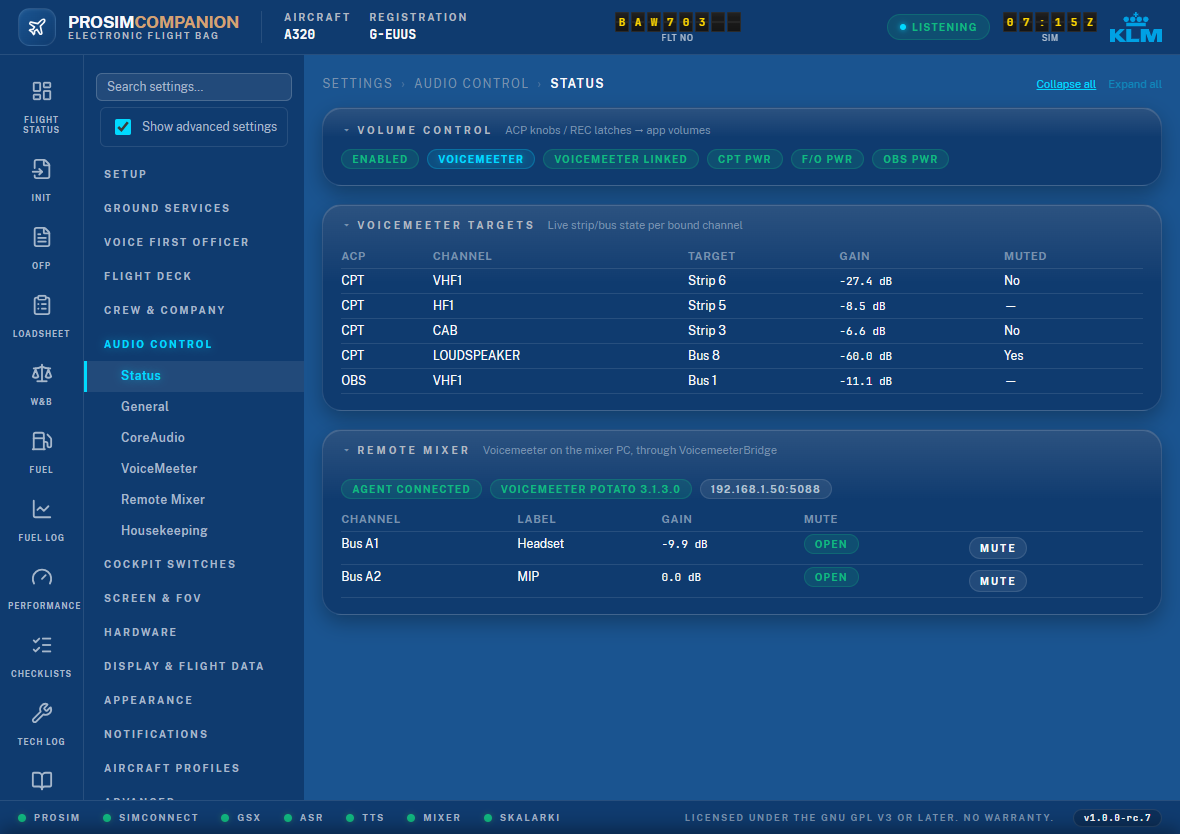 PROSIMCOMPANION
ELECTRONIC FLIGHT BAG
AIRCRAFT
A320
REGISTRATION
G-EUUS
BAW703
FLT NO
LISTENING
07:15Z
SIM
KLM
FLIGHT STATUS
INIT
OFP
LOADSHEET
W&B
FUEL
FUEL LOG
PERFORMANCE
CHECKLISTS
TECH LOG
Search settings...
Show advanced settings
SETUP
GROUND SERVICES
VOICE FIRST OFFICER
FLIGHT DECK
CREW & COMPANY
AUDIO CONTROL
Status
General
CoreAudio
VoiceMeeter
Remote Mixer
Housekeeping
COCKPIT SWITCHES
SCREEN & FOV
HARDWARE
DISPLAY & FLIGHT DATA
APPEARANCE
NOTIFICATIONS
AIRCRAFT PROFILES
ADVANCED
SETTINGS › AUDIO CONTROL › STATUS
Collapse all Expand all
VOLUME CONTROL ACP knobs / REC latches → app volumes
ENABLED VOICEMEETER VOICEMEETER LINKED CPT PWR F/O PWR OBS PWR
VOICEMEETER TARGETS Live strip/bus state per bound channel
ACP CHANNEL TARGET GAIN MUTED
CPT VHF1 Strip 6 -27.4 dB No
CPT HF1 Strip 5 -8.5 dB —
CPT CAB Strip 3 -6.6 dB No
CPT LOUDSPEAKER Bus 8 -60.0 dB Yes
OBS VHF1 Bus 1 -11.1 dB —
REMOTE MIXER Voicemeeter on the mixer PC, through VoicemeeterBridge
AGENT CONNECTED VOICEMEETER POTATO 3.1.3.0 192.168.1.50:5088
CHANNEL LABEL GAIN MUTE
Bus A1 Headset -9.9 dB OPEN MUTE
Bus A2 MIP 0.0 dB OPEN MUTE
PROSIM SIMCONNECT GSX ASR TTS MIXER SKALARKI
LICENSED UNDER THE GNU GPL V3 OR LATER. NO WARRANTY.
v1.0.0-rc.7